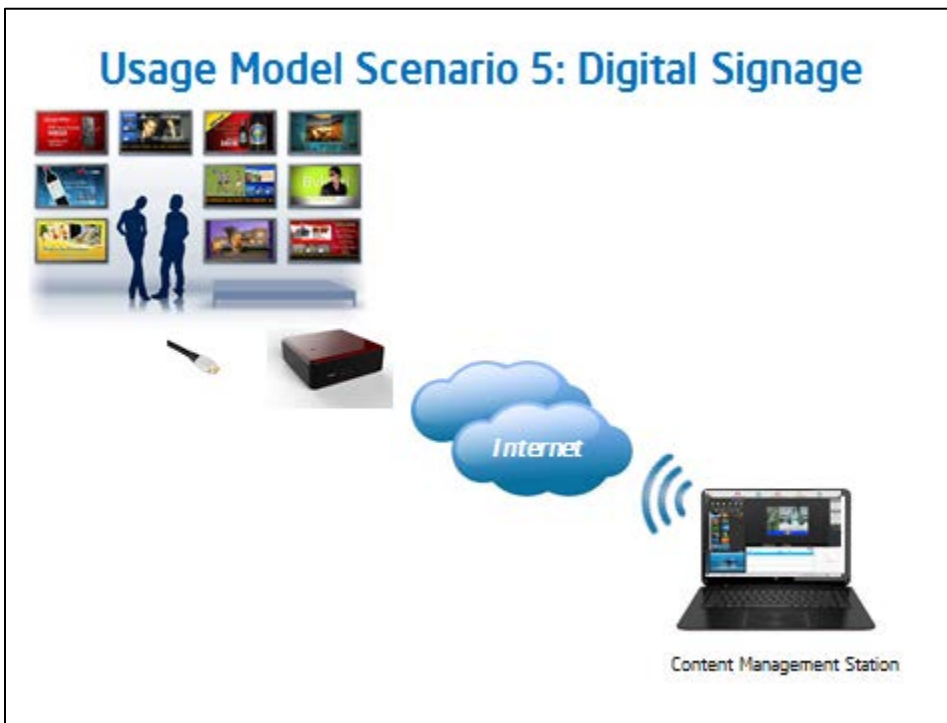 Usage Model Scenario 5: Digital Signage
Internet
Content Management Station